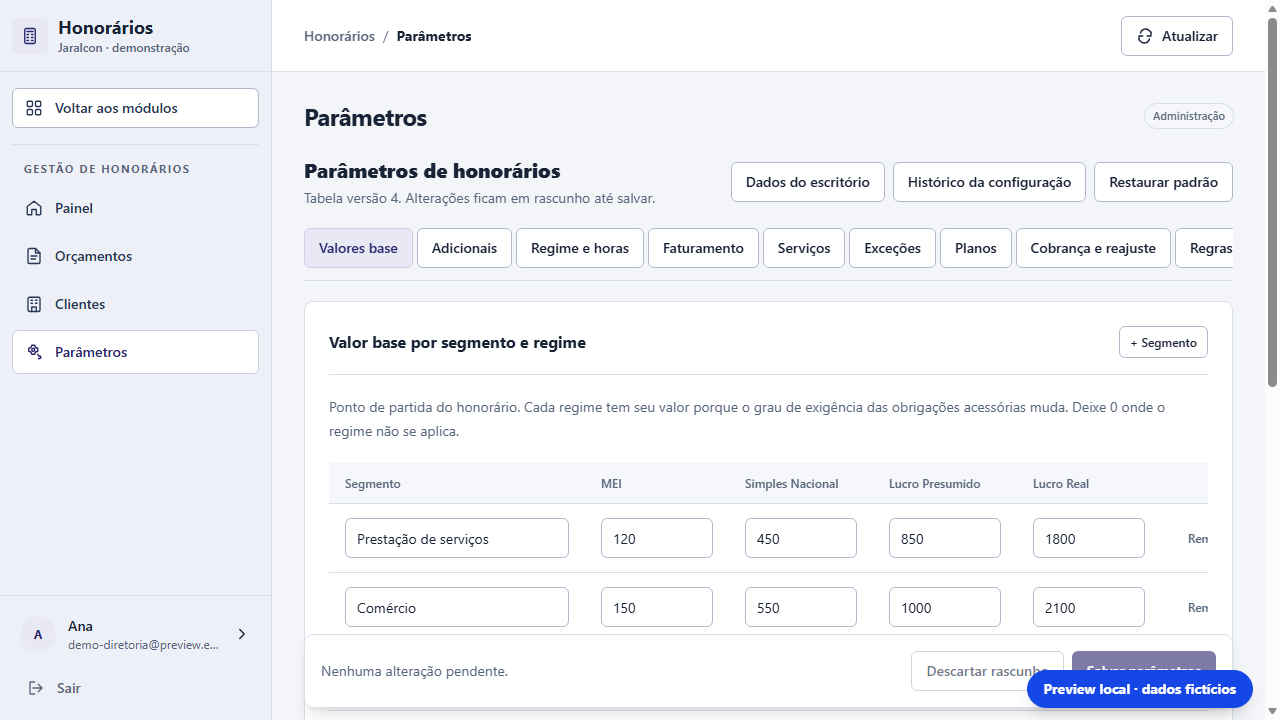 Honorários
Jaralcon · demonstração
Voltar aos módulos
GESTÃO DE HONORÁRIOS
Painel
Orçamentos
Clientes
Parâmetros
A
Ana
demo-diretoria@preview.e...
Sair
Honorários / Parâmetros
Atualizar
Parâmetros
Administração
Parâmetros de honorários
Tabela versão 4. Alterações ficam em rascunho até salvar.
Dados do escritório
Histórico da configuração
Restaurar padrão
Valores base
Adicionais
Regime e horas
Faturamento
Serviços
Exceções
Planos
Cobrança e reajuste
Regras
Valor base por segmento e regime
+ Segmento
Ponto de partida do honorário. Cada regime tem seu valor porque o grau de exigência das obrigações acessórias muda. Deixe 0 onde o
regime não se aplica.
Segmento MEI Simples Nacional Lucro Presumido Lucro Real
Prestação de serviços 120 450 850 1800 Ren
Comércio 150 550 1000 2100 Ren
Nenhuma alteração pendente.
Descartar rascunho
Salvar parâmetros
Preview local · dados fictícios